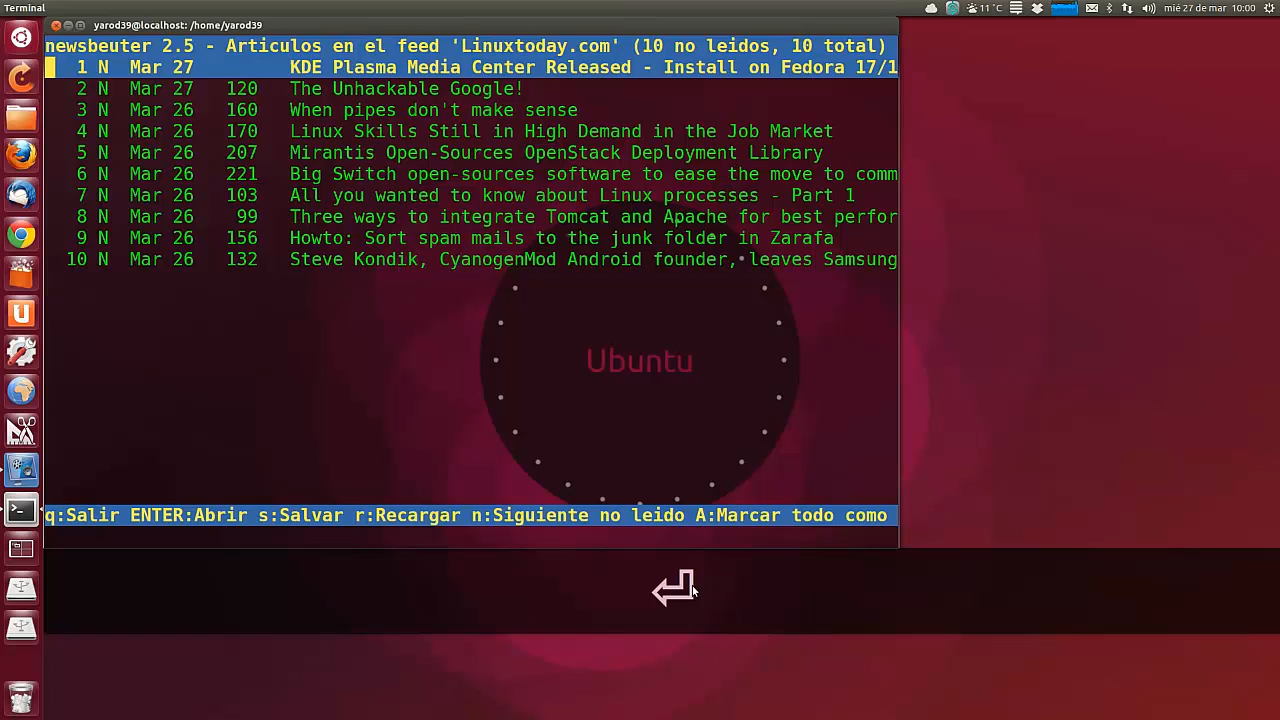 Terminal
11 °C
mié 27 de mar 10:00
yarod39@localhost: /home/yarod39
newsbeuter 2.5 - Articulos en el feed 'Linuxtoday.com' (10 no leidos, 10 total)
1 N Mar 27 KDE Plasma Media Center Released - Install on Fedora 17/1
2 N Mar 27 120 The Unhackable Google!
3 N Mar 26 160 When pipes don't make sense
4 N Mar 26 170 Linux Skills Still in High Demand in the Job Market
5 N Mar 26 207 Mirantis Open-Sources OpenStack Deployment Library
6 N Mar 26 221 Big Switch open-sources software to ease the move to comm
7 N Mar 26 103 All you wanted to know about Linux processes - Part 1
8 N Mar 26 99 Three ways to integrate Tomcat and Apache for best perfor
9 N Mar 26 156 Howto: Sort spam mails to the junk folder in Zarafa
10 N Mar 26 132 Steve Kondik, CyanogenMod Android founder, leaves Samsung
Ubuntu
q:Salir ENTER:Abrir s:Salvar r:Recargar n:Siguiente no leido A:Marcar todo como